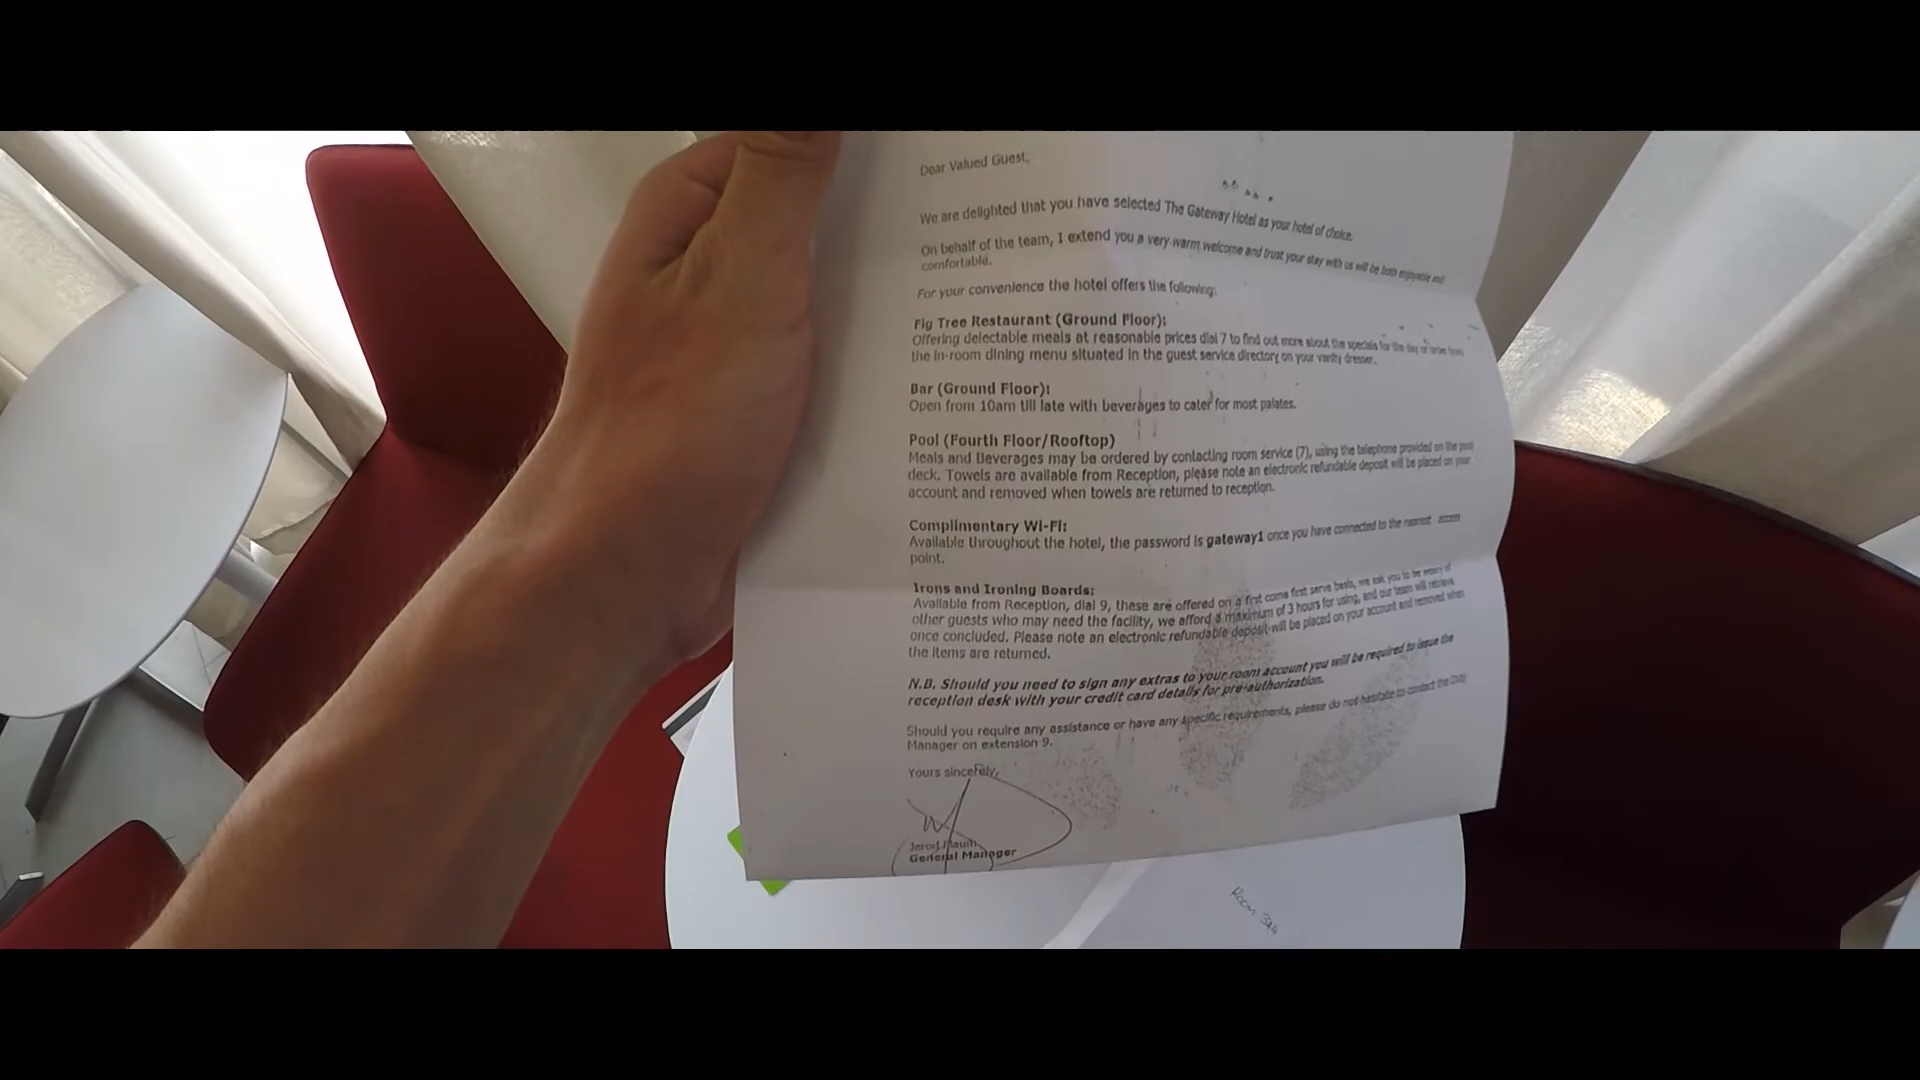 Dear Valued Guest,
We are delighted that you have selected The Gateway Hotel as your hotel of choice.
On behalf of the team, I extend you a very warm welcome and trust your stay with us will be both enjoyable and
comfortable.
For your convenience the hotel offers the following:
Fig Tree Restaurant (Ground Floor):
Offering delectable meals at reasonable prices dial 7 to find out more about the specials for the day or order from
the in-room dining menu situated in the guest service directory on your vanity dresser.
Bar (Ground Floor):
Open from 10am till late with beverages to cater for most palates.
Pool (Fourth Floor/Rooftop)
Meals and Beverages may be ordered by contacting room service (7), using the telephone provided on the pool
deck. Towels are available from Reception, please note an electronic refundable deposit will be placed on your
account and removed when towels are returned to reception.
Complimentary Wi-Fi:
Available throughout the hotel, the password is gateway1 once you have connected to the nearest access
point.
Irons and Ironing Boards:
Available from Reception, dial 9, these are offered on a first come first serve basis, we ask you to be weary of
other guests who may need the facility, we afford a maximum of 3 hours for using, and our team will retrieve
once concluded. Please note an electronic refundable deposit will be placed on your account and removed when
the items are returned.
N.B. Should you need to sign any extras to your room account you will be required to issue the
reception desk with your credit card details for pre-authorization.
Should you require any assistance or have any specific requirements, please do not hesitate to contact the Duty
Manager on extension 9.
Yours sincerely,
Jerod
General Manager
Room 344